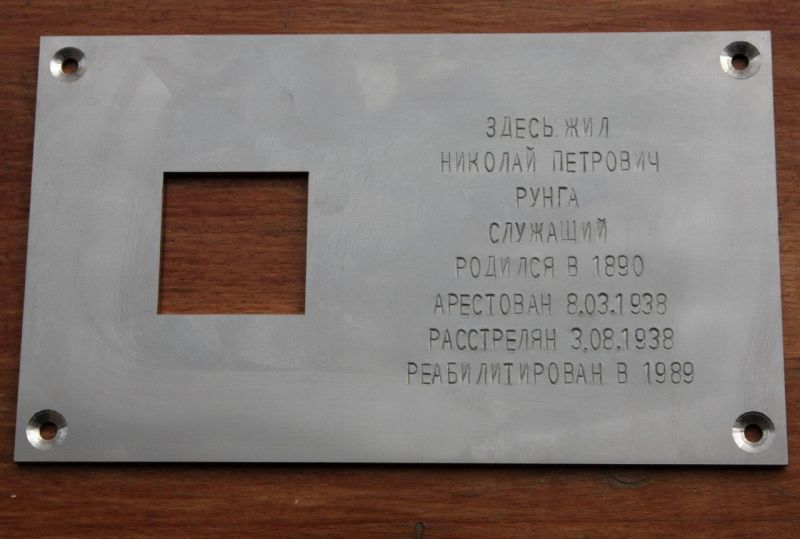 ЗДЕСЬ ЖИЛ
НИКОЛАЙ ПЕТРОВИЧ
РУНГА
СЛУЖАЩИЙ
РОДИЛСЯ В 1890
АРЕСТОВАН 8.03.1938
РАССТРЕЛЯН 3.08.1938
РЕАБИЛИТИРОВАН В 1989